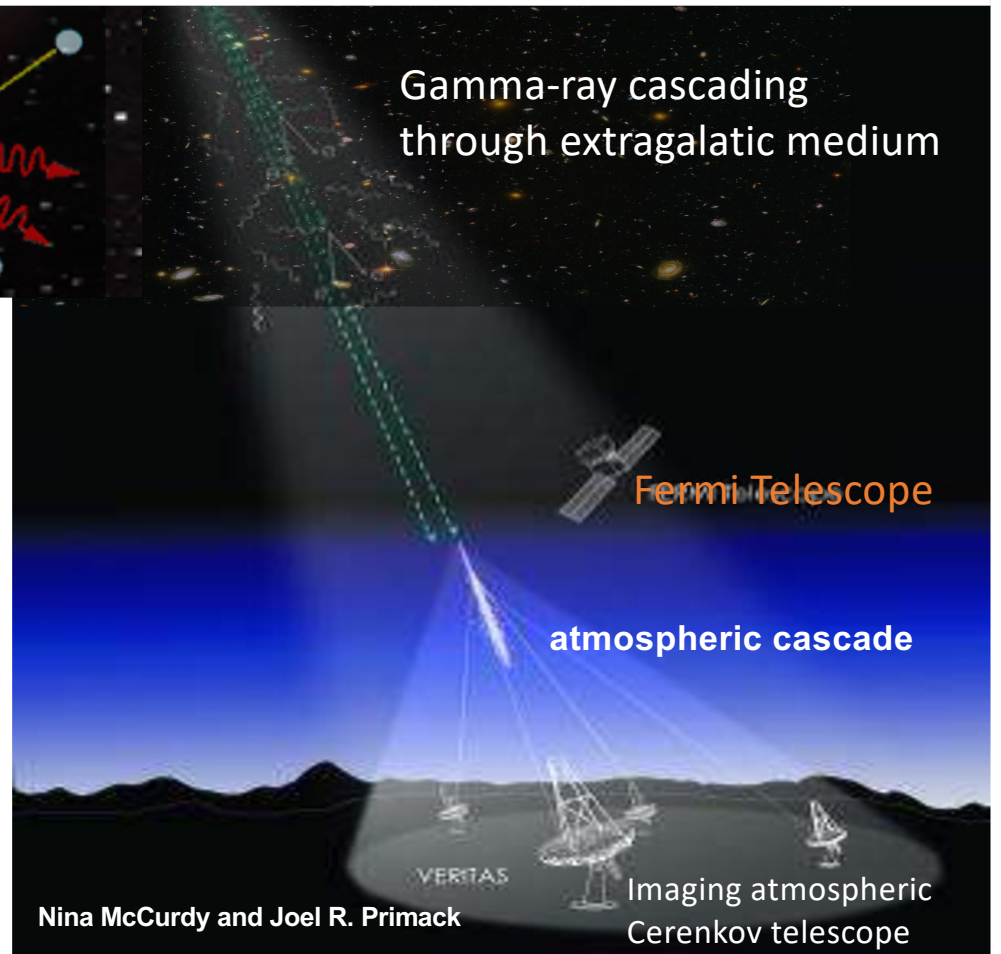 Gamma-ray cascading
through extragalatic medium
Fermi Telescope
atmospheric cascade
VERITAS
Imaging atmospheric
Cerenkov telescope
Nina McCurdy and Joel R. Primack